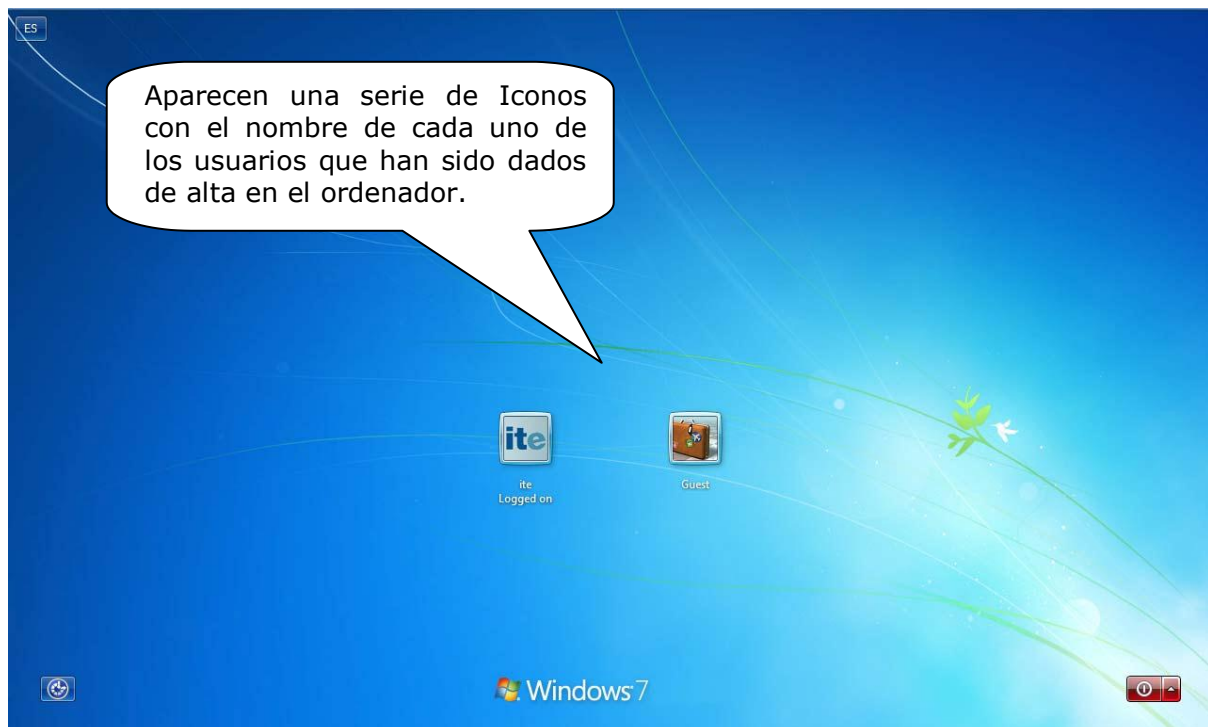 ES
Aparecen una serie de Iconos
con el nombre de cada uno de
los usuarios que han sido dados
de alta en el ordenador.
ite
ite
Logged on
Guest
Windows 7